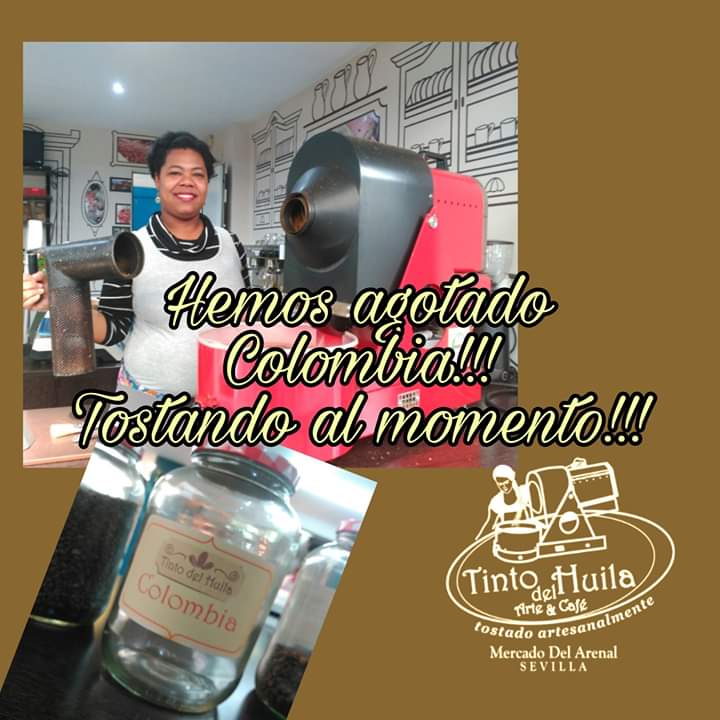 Hemos agotado
Colombia!!!
Tostando al momento!!!
Tinto
del Huila
Colombia
Tinto
del Huila
Arte & Café
tostado artesanalmente
Mercado Del Arenal
SEVILLA